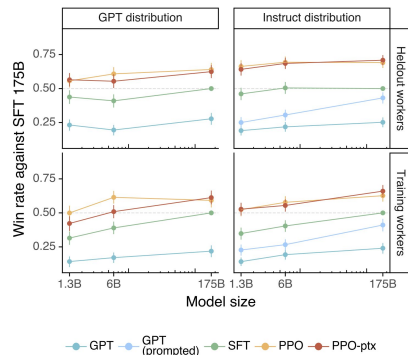 GPT distribution
Instruct distribution
Win rate against SFT 175B
0.75
0.50
0.25
Heldout workers
0.75
0.50
0.25
Training workers
1.3B 6B 175B
1.3B 6B 175B
Model size
GPT
GPT
(prompted)
SFT
PPO
PPO-ptx